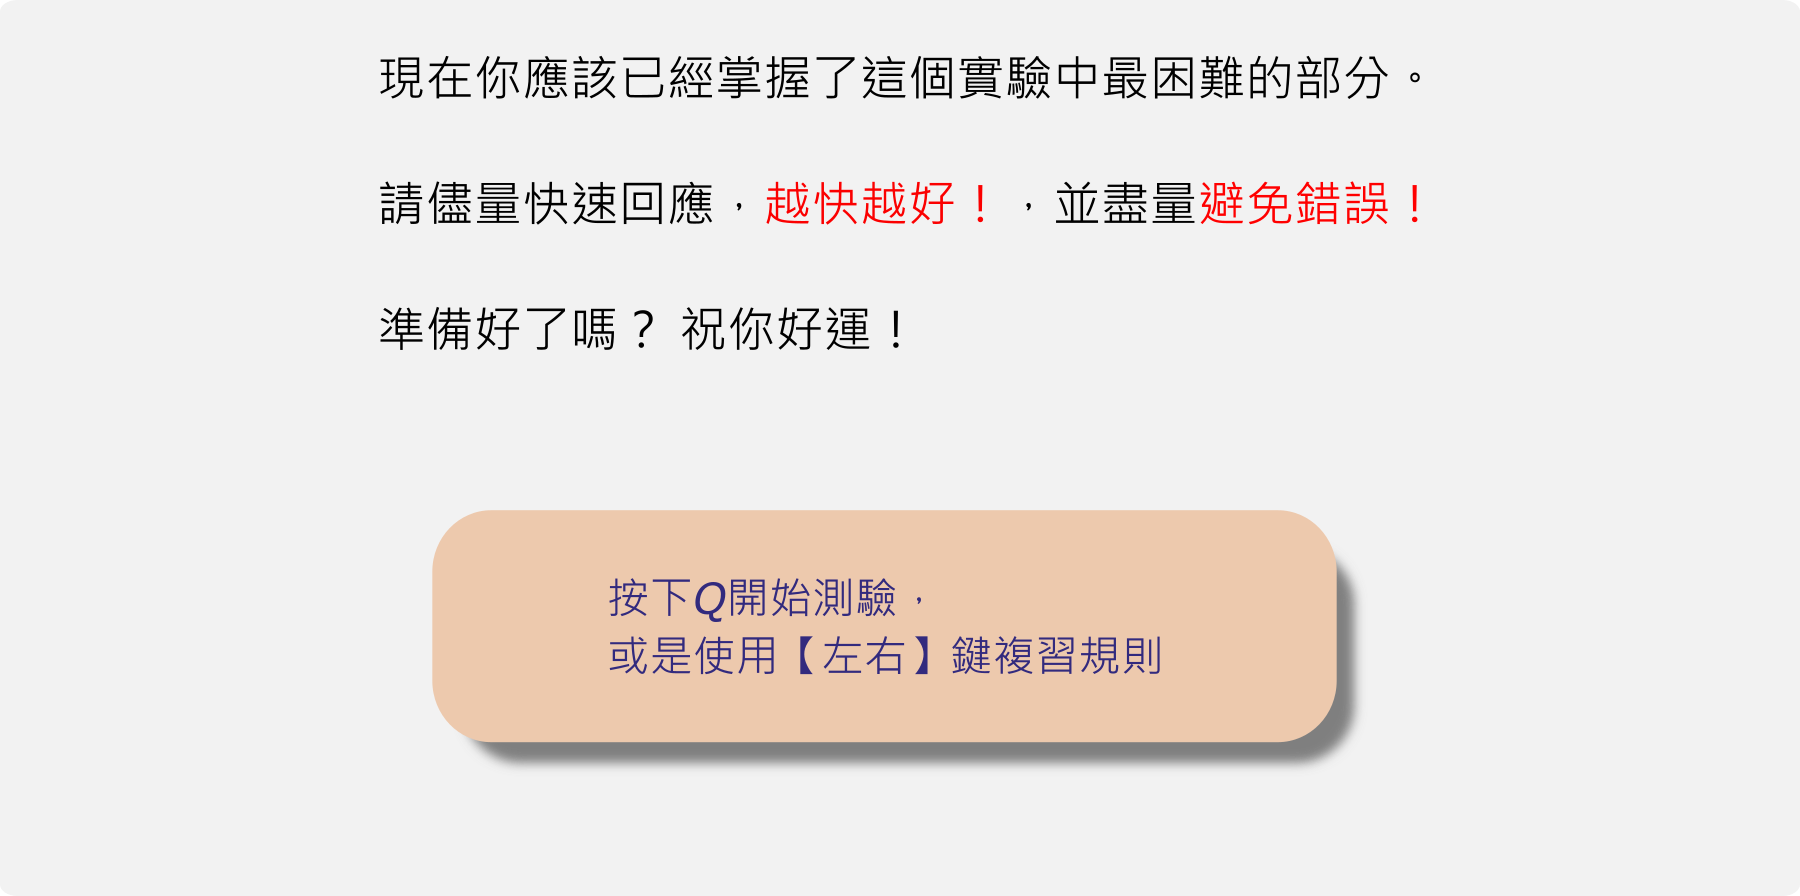 現在你應該已經掌握了這個實驗中最困難的部分。
請儘量快速回應，越快越好！，並盡量避免錯誤！
準備好了嗎？ 祝你好運！
按下Q開始測驗，
或是使用【左右】鍵複習規則